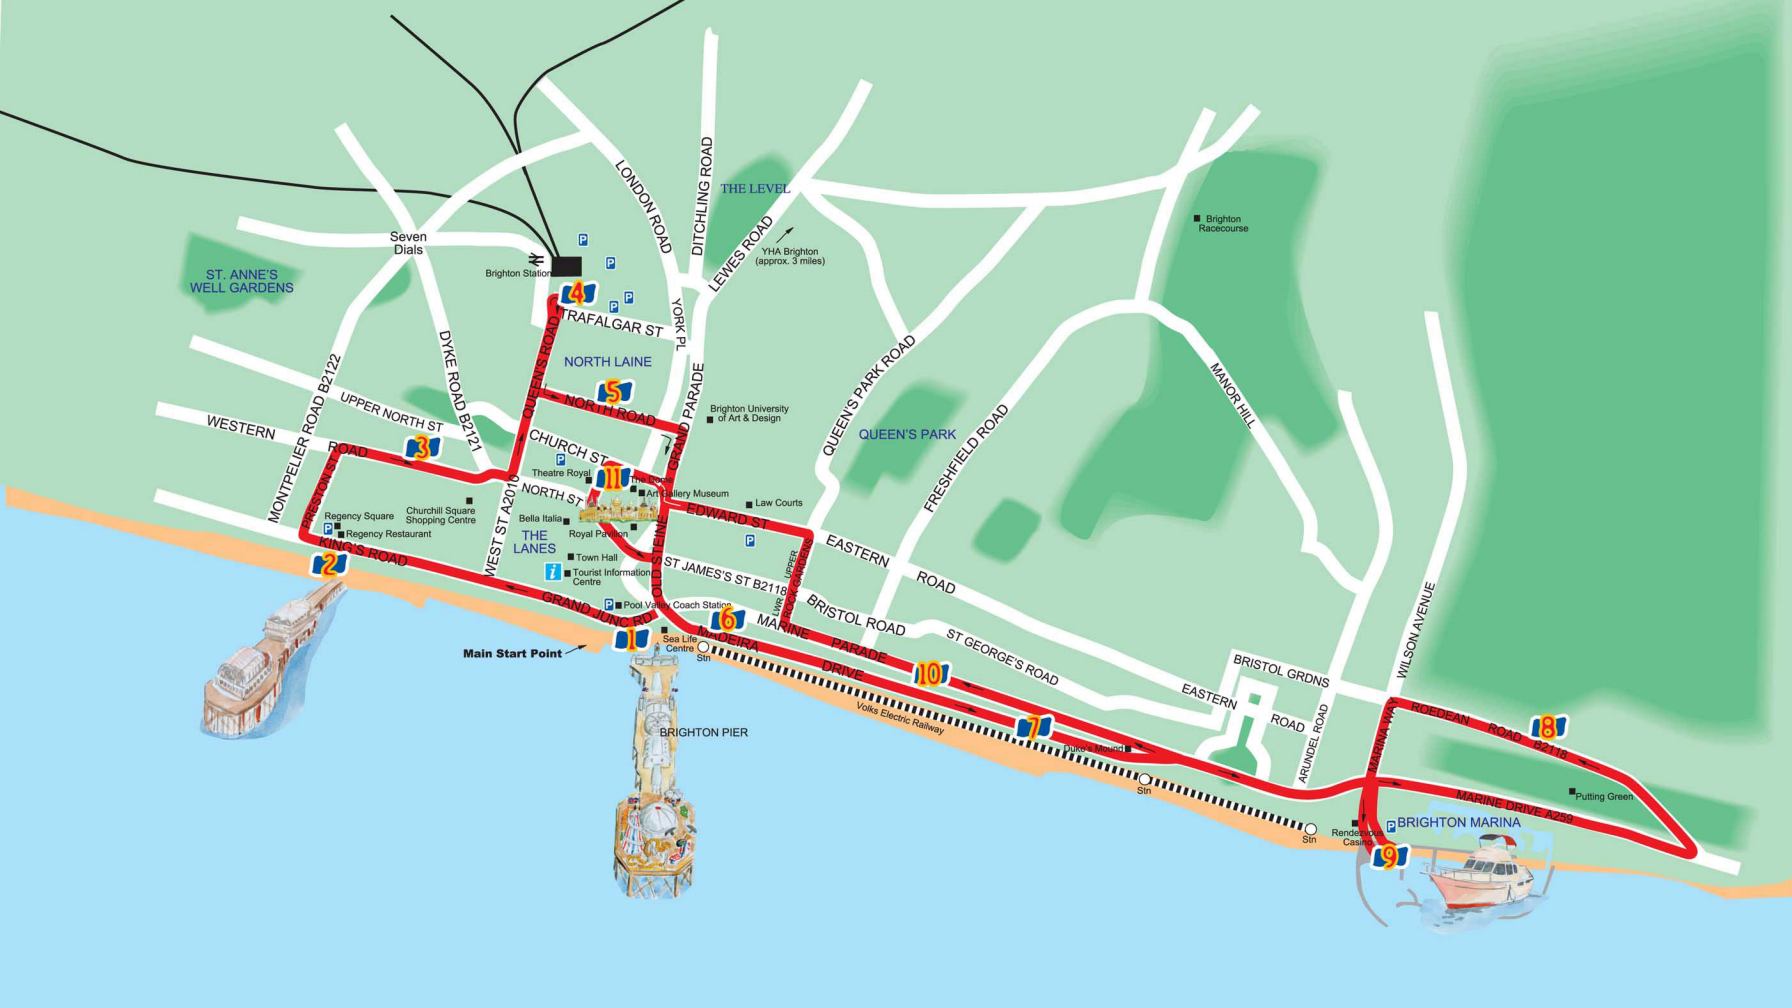 LONDON ROAD
DITCHLING ROAD
THE LEVEL
LEWES ROAD
YHA Brighton
(approx. 3 miles)
Brighton
Racecourse
Seven
Dials
P
P
P
P
Brighton Station
ST. ANNE'S
WELL GARDENS
4
TRAFALGAR ST
YORK PL
QUEEN'S ROAD
NORTH LAINE
5
NORTH ROAD
GRAND PARADE
Brighton University
of Art & Design
QUEEN'S PARK ROAD
QUEEN'S PARK
FRESHFIELD ROAD
MANOR HILL
MONTPELIER ROAD B2122
DYKE ROAD B2121
UPPER NORTH ST
WESTERN
ROAD
3
PRESTON ST
CHURCH ST
P
Theatre Royal
11
The Dome
Art Gallery Museum
Law Courts
NORTH ST
WEST ST A2010
Churchill Square
Shopping Centre
Regency Square
P
Regency Restaurant
KING'S ROAD
2
Bella Italia
Royal Pavilion
THE
LANES
Town Hall
i
Tourist Information
Centre
OLD STEINE
EDWARD ST
P
EASTERN
ROAD
ST JAMES'S ST B2118
LWR
UPPER
ROCK GARDENS
BRISTOL ROAD
ST GEORGE'S ROAD
P
Pool Valley Coach Station
GRAND JUNC RD
1
Main Start Point
Sea Life
Centre
Stn
6
MARINE
PARADE
MADEIRA
DRIVE
10
Volks Electric Railway
7
Duke's Mound
Stn
BRIGHTON PIER
BRISTOL GRDNS
EASTERN
ROAD
ARUNDEL ROAD
WILSON AVENUE
MARINA WAY
ROEDEAN
ROAD
B2118
8
Putting Green
MARINE DRIVE A259
Rendezvous
Casino
P
BRIGHTON MARINA
Stn
9